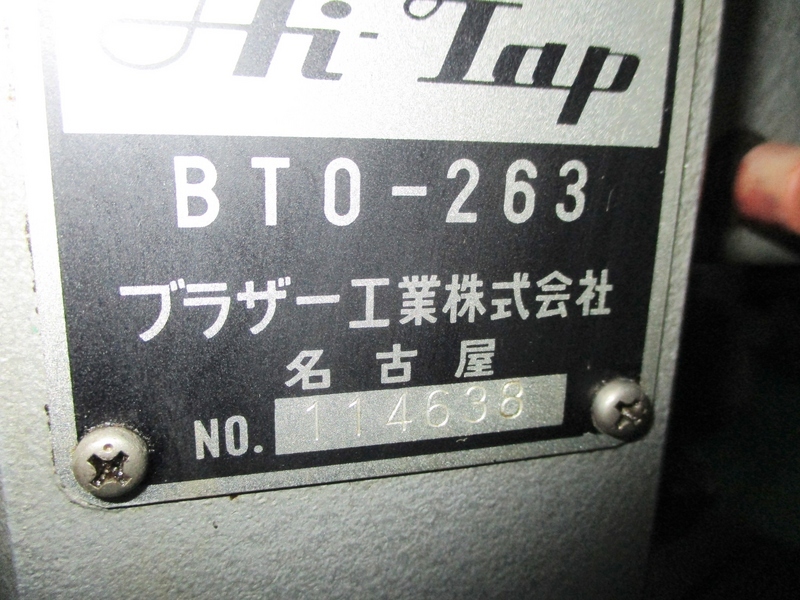 Hi-Tap
BTO-263
ブラザー工業株式会社
名古屋
NO. 114638